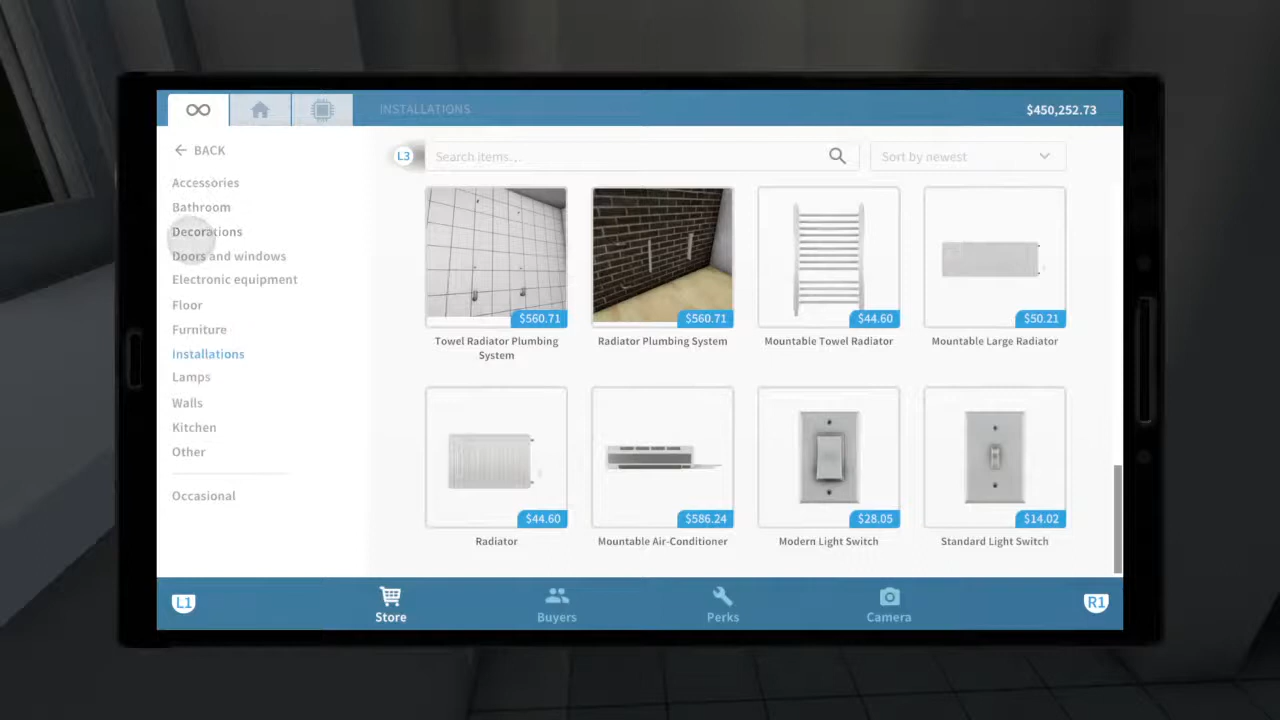 INSTALLATIONS
$450,252.73
BACK
L3
Search items...
Sort by newest
Accessories
Bathroom
Decorations
Doors and windows
Electronic equipment
Floor
Furniture
Installations
Lamps
Walls
Kitchen
Other
Occasional
$560.71
Towel Radiator Plumbing
System
$560.71
Radiator Plumbing System
$44.60
Mountable Towel Radiator
$50.21
Mountable Large Radiator
$44.60
Radiator
$586.24
Mountable Air-Conditioner
$28.05
Modern Light Switch
$14.02
Standard Light Switch
L1
Store
Buyers
Perks
Camera
R1